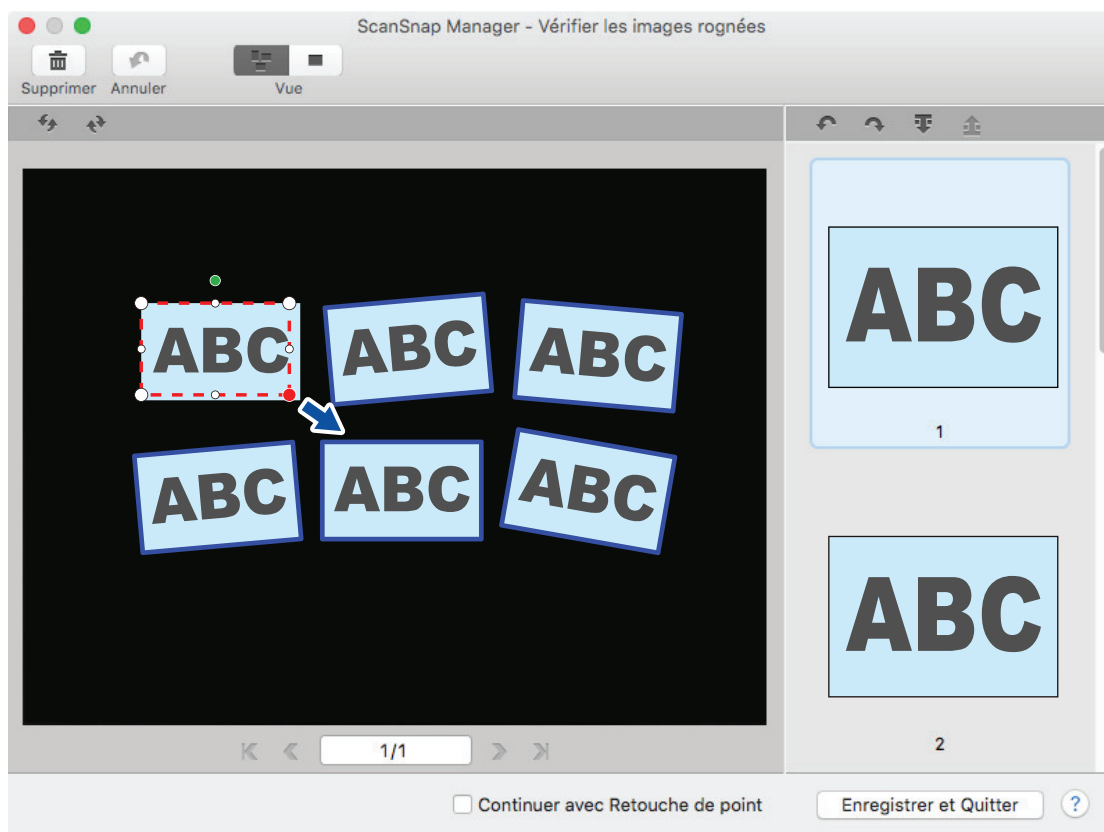 ScanSnap Manager - Vérifier les images rognées
Supprimer Annuler Vue
ABC ABC ABC
ABC ABC ABC
ABC
1
ABC
2
1/1
Continuer avec Retouche de point
Enregistrer et Quitter ?